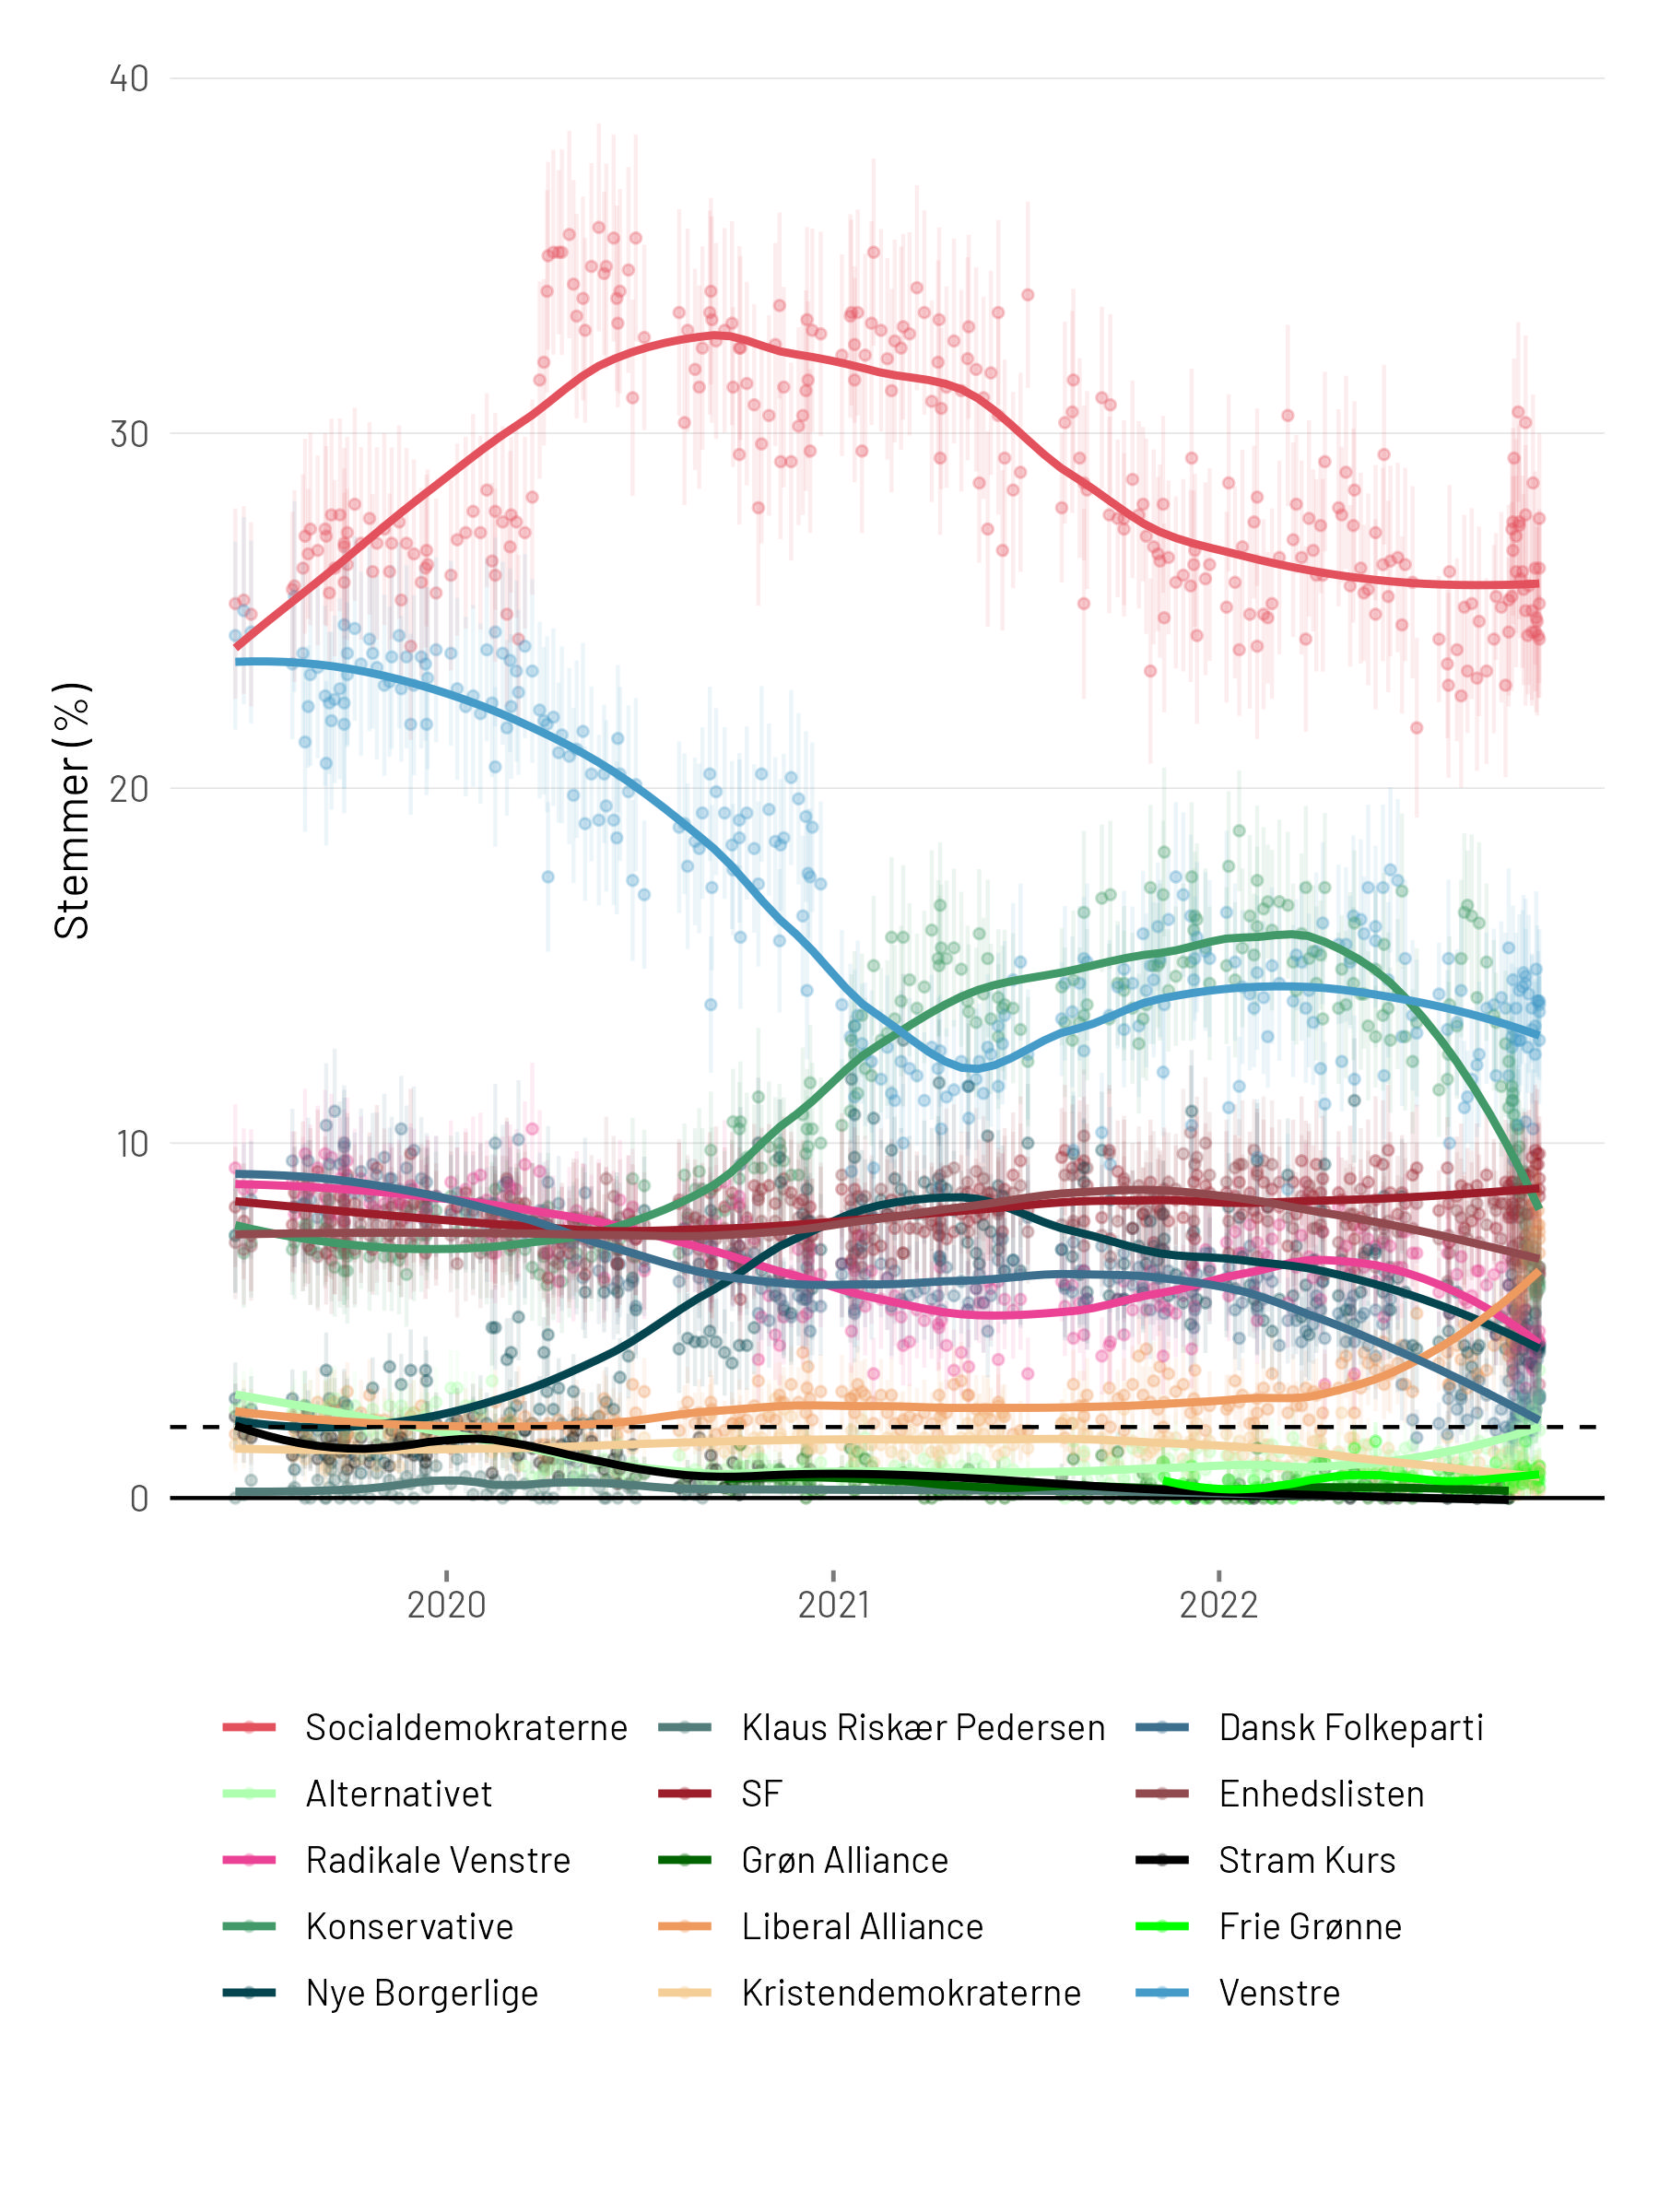 40
30
20
10
0
Stemmer (%)
2020 2021 2022
Socialdemokraterne Klaus Riskær Pedersen Dansk Folkeparti
Alternativet SF Enhedslisten
Radikale Venstre Grøn Alliance Stram Kurs
Konservative Liberal Alliance Frie Grønne
Nye Borgerlige Kristendemokraterne Venstre